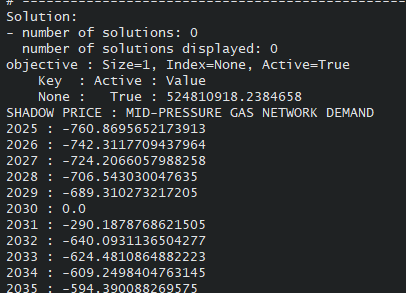 # ----------------------------------------------------------
Solution:
- number of solutions: 0
  number of solutions displayed: 0
objective : Size=1, Index=None, Active=True
    Key  : Active : Value
    None :   True : 524810918.2384658
SHADOW PRICE : MID-PRESSURE GAS NETWORK DEMAND
2025 : -760.8695652173913
2026 : -742.3117709437964
2027 : -724.2066057988258
2028 : -706.543030047635
2029 : -689.310273217205
2030 : 0.0
2031 : -290.1878768621505
2032 : -640.0931136504277
2033 : -624.4810864882223
2034 : -609.2498404763145
2035 : -594.390088269575